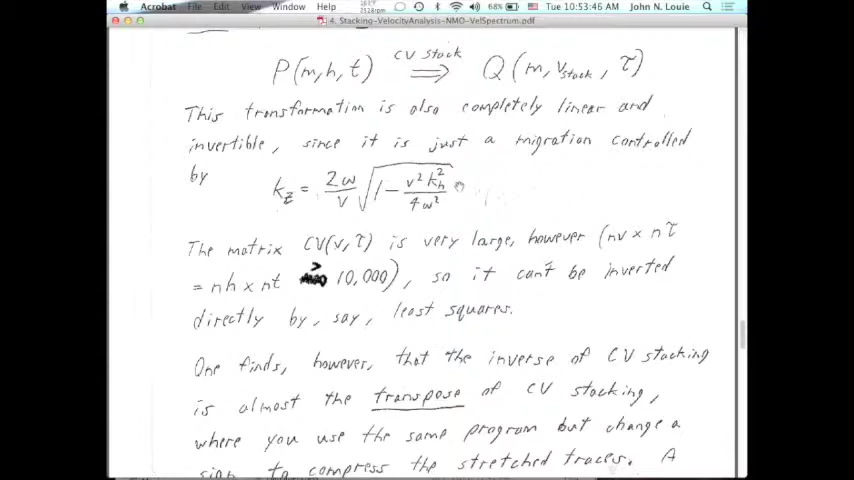 Acrobat File Edit View Window Help 68% Tue 10:53:46 AM John N. Louie
4. Stacking-VelocityAnalysis-NMO-VelSpectrum.pdf
P(m,h,t) CV stack ⟹ Q(m, v_stack, τ)
This transformation is also completely linear and
invertible, since it is just a migration controlled
by k_z = 2ω/v √(1 - v²k_h²/4ω²)
The matrix CV(v,τ) is very large, however (nv x nτ
= nh x nt > 10,000), so it can't be inverted
directly by, say, least squares.
One finds, however, that the inverse of CV stacking
is almost the transpose of CV stacking,
where you use the same program but change a
sign to compress the stretched traces. A